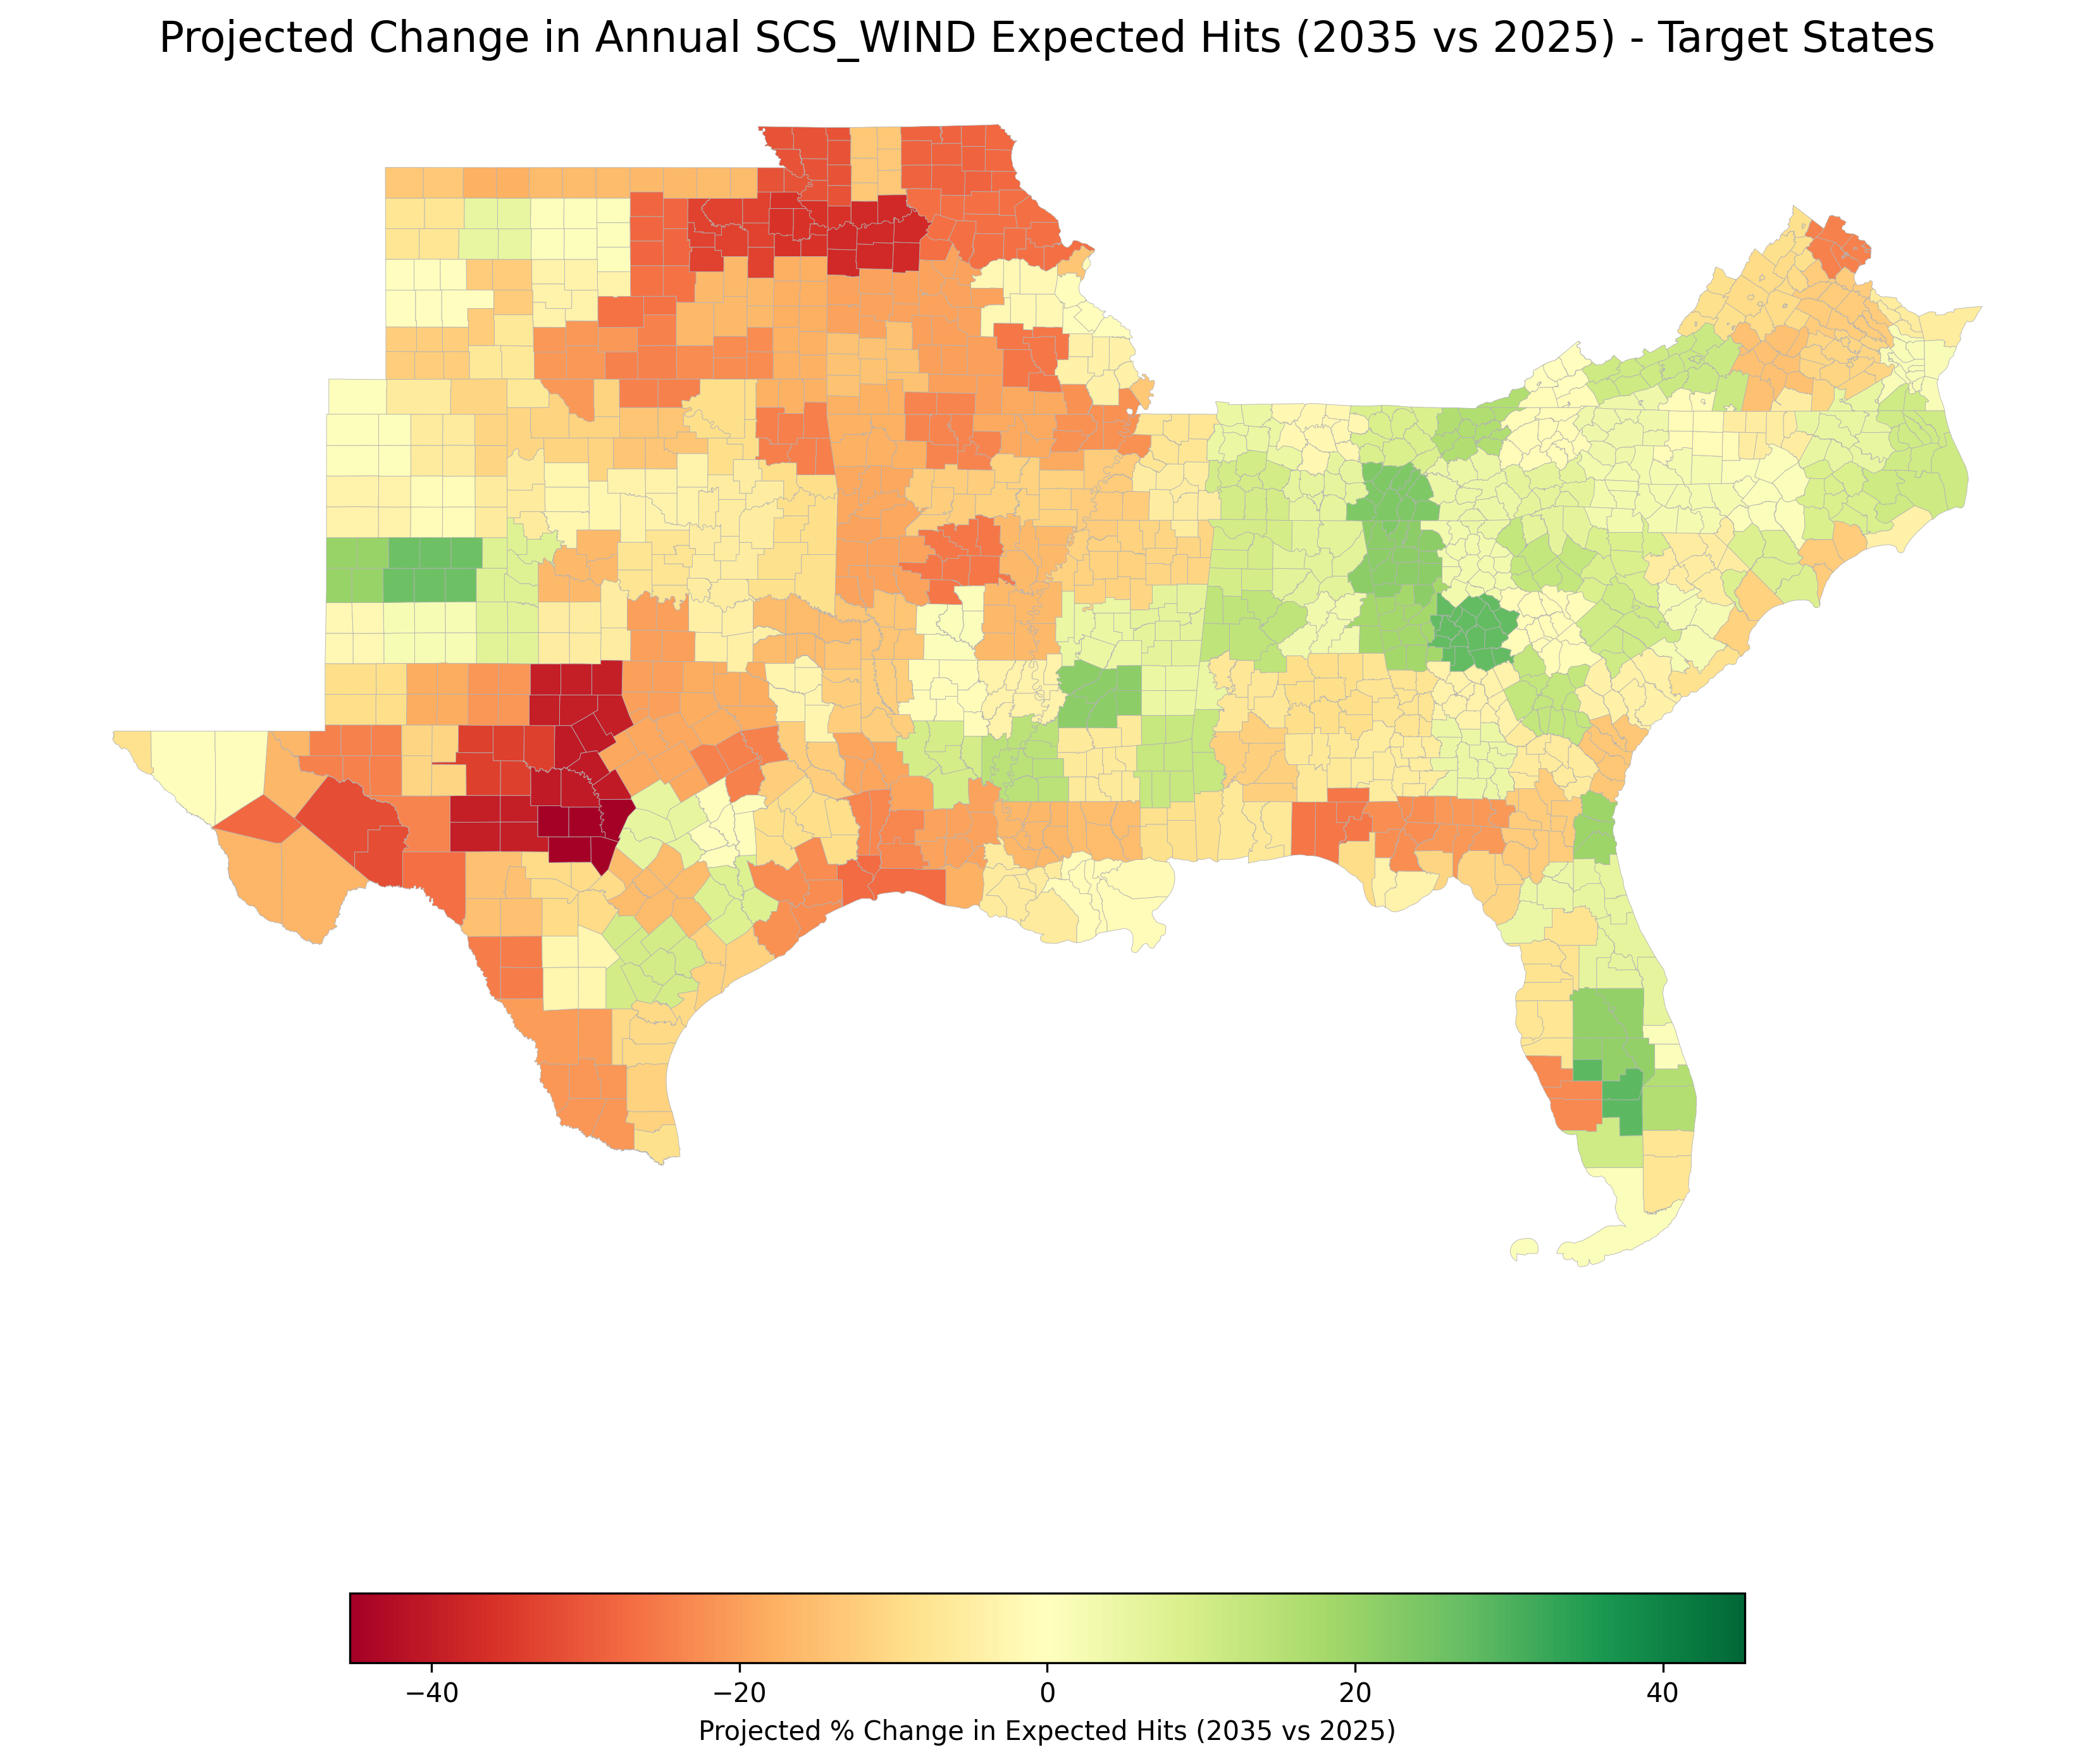 Projected Change in Annual SCS_WIND Expected Hits (2035 vs 2025) - Target States
−40 −20 0 20 40
Projected % Change in Expected Hits (2035 vs 2025)